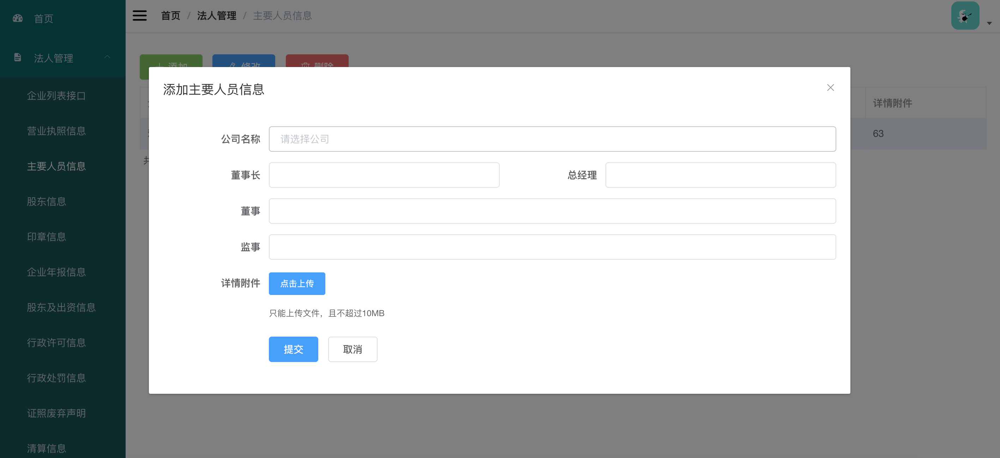 首页
法人管理
企业列表接口
营业执照信息
主要人员信息
股东信息
印章信息
企业年报信息
股东及出资信息
行政许可信息
行政处罚信息
证照废弃声明
清算信息
首页 / 法人管理 / 主要人员信息
添加 修改 删除
详情附件
63
共
添加主要人员信息
公司名称 请选择公司
董事长 总经理
董事
监事
详情附件 点击上传
只能上传文件，且不超过10MB
提交 取消